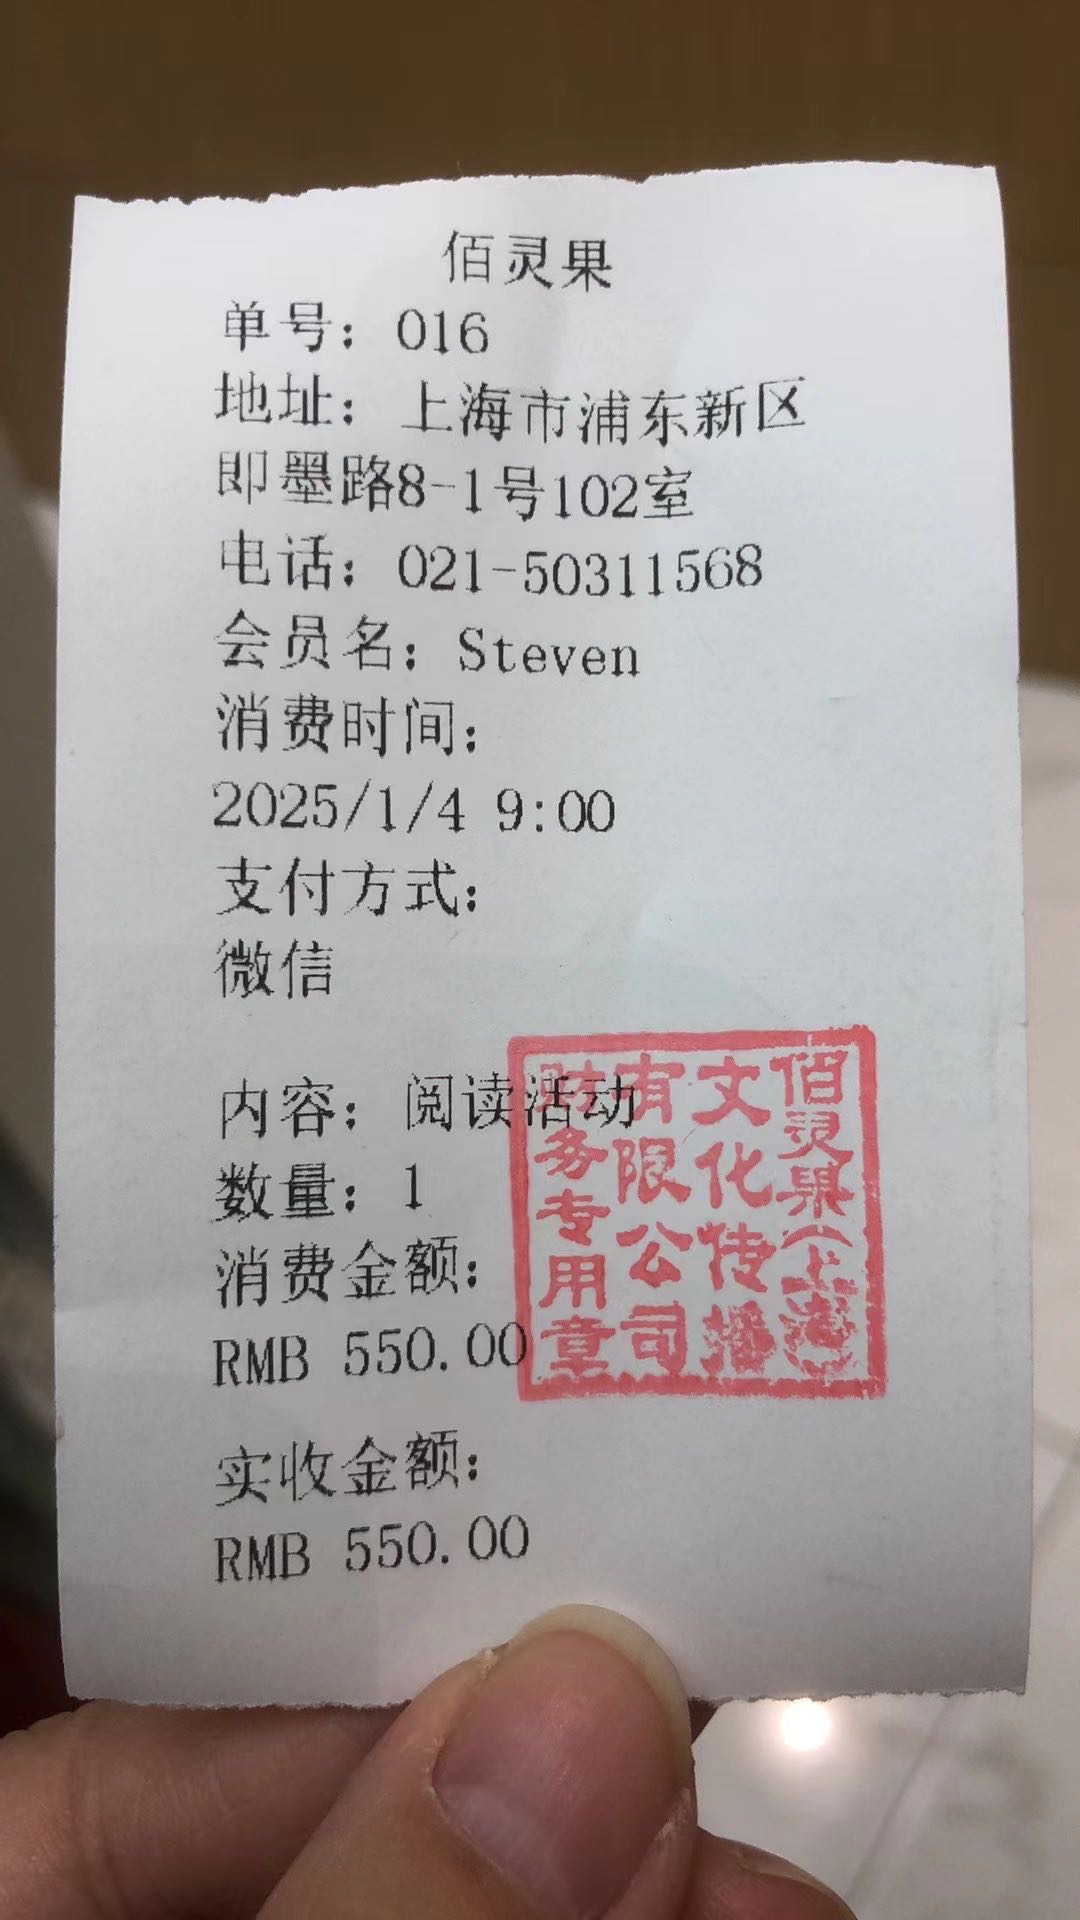 佰灵果
单号：016
地址：上海市浦东新区
即墨路8-1号102室
电话：021-50311568
会员名：Steven
消费时间：
2025/1/4 9:00
支付方式：
微信
内容：阅读活动
数量：1
消费金额：
RMB 550.00
实收金额：
RMB 550.00
佰灵果(上海)
文化传播
有限公司
财务专用章